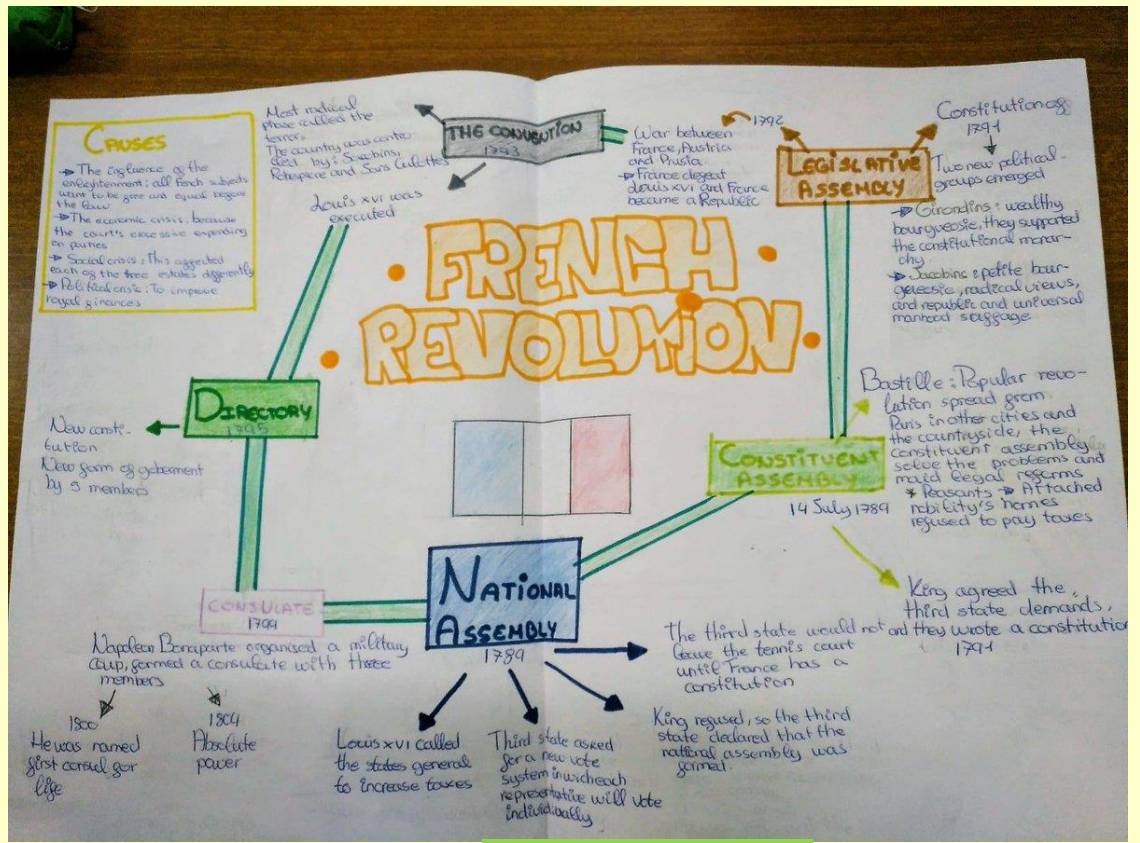 FRENCH
REVOLUTION
CAUSES
The influence of the
enlightenment: all French subjects
want to be free and equal before
the law
The economic crisis: because
the court's excessive expending
on parties
Social crisis: This affected
each of the three estates differently
Political crisis: To improve
royal finances
NATIONAL
ASSEMBLY
1789
Louis XVI called
the states general
to increase taxes
Third state asked
for a new vote
system in wich each
representative will vote
individually
King refused, so the third
state declared that the
national assembly was
formed.
The third state would not
leave the tennis court
until France has a
constitution
CONSTITUENT
ASSEMBLY
14 July 1789
Bastille: Popular revo-
lution spread from
Paris in other cities and
the countryside, the
constituent assembly
solve the problems and
maid legal reforms
* Peasants → Attached
nobility's homes
refused to pay taxes
King agreed the
third state demands,
and they wrote a constitution
1791
LEGISLATIVE
ASSEMBLY
Constitution of
1791
Two new political
groups emerged
Girondins: wealthy
bourgueosie, they supported
the constitutional monar-
chy
Jacobins: petite bour-
gueosie, radical views,
and republic and universal
manhood suffage
1792
War between
France, Austria
and Prusia.
France defeat
Louis XVI and France
became a Republic
THE CONVENTION
1793
Most radical
phase called the
terror.
The country was contro-
led by: Jacobins,
Robespiere and Sans Culottes
Louis XVI was
executed
DIRECTORY
1795
New consti-
tution
New form of goberment
by 5 members
CONSULATE
1799
Napolean Bonaparte organised a military
coup, formed a consulate with three
members
1800
He was named
first consul for
life
1804
Absolute
power